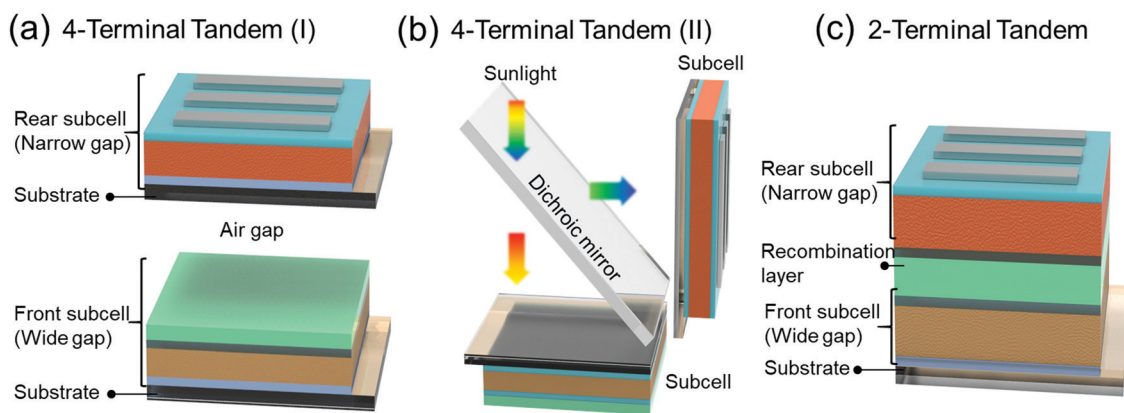 (a) 4-Terminal Tandem (I)
Rear subcell
(Narrow gap)
Substrate
Air gap
Front subcell
(Wide gap)
Substrate
(b) 4-Terminal Tandem (II)
Sunlight
Subcell
Dichroic mirror
Subcell
(c) 2-Terminal Tandem
Rear subcell
(Narrow gap)
Recombination
layer
Front subcell
(Wide gap)
Substrate